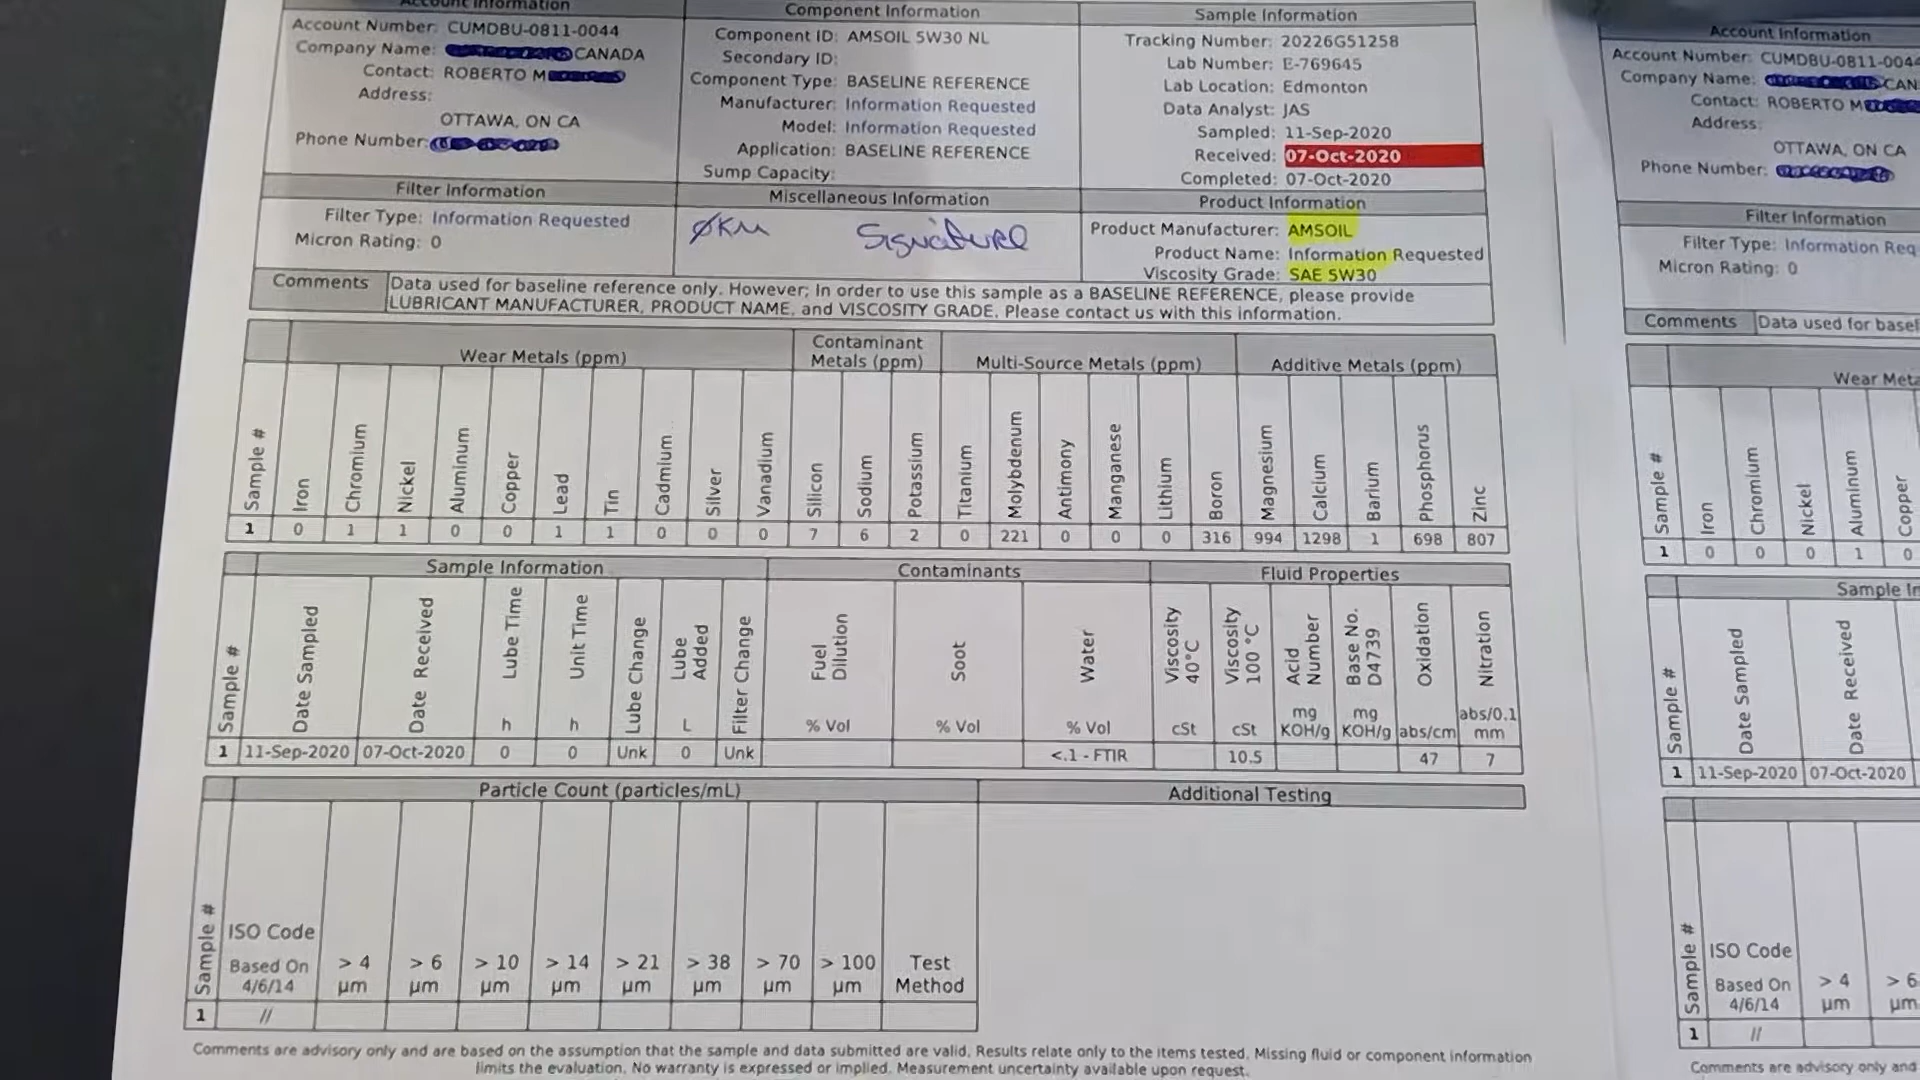 Account Information
Account Number: CUMDBU-0811-0044
Company Name: CANADA
Contact: ROBERTO M
Address:
OTTAWA, ON CA
Phone Number:
Filter Information
Filter Type: Information Requested
Micron Rating: 0
Component Information
Component ID: AMSOIL 5W30 NL
Secondary ID:
Component Type: BASELINE REFERENCE
Manufacturer: Information Requested
Model: Information Requested
Application: BASELINE REFERENCE
Sump Capacity:
Miscellaneous Information
0KM Signature
Sample Information
Tracking Number: 20226G51258
Lab Number: E-769645
Lab Location: Edmonton
Data Analyst: JAS
Sampled: 11-Sep-2020
Received: 07-Oct-2020
Completed: 07-Oct-2020
Product Information
Product Manufacturer: AMSOIL
Product Name: Information Requested
Viscosity Grade: SAE 5W30
Comments Data used for baseline reference only. However; In order to use this sample as a BASELINE REFERENCE, please provide
LUBRICANT MANUFACTURER, PRODUCT NAME, and VISCOSITY GRADE. Please contact us with this information.
Wear Metals (ppm) Contaminant Metals (ppm) Multi-Source Metals (ppm) Additive Metals (ppm)
Sample # Iron Chromium Nickel Aluminum Copper Lead Tin Cadmium Silver Vanadium Silicon Sodium Potassium Titanium Molybdenum Antimony Manganese Lithium Boron Magnesium Calcium Barium Phosphorus Zinc
1 0 1 1 0 0 1 1 0 0 0 7 6 2 0 221 0 0 0 316 994 1298 1 698 807
Sample Information Contaminants Fluid Properties
Sample # Date Sampled Date Received Lube Time Unit Time Lube Change Lube Added Filter Change Fuel Dilution Soot Water Viscosity 40°C Viscosity 100°C Acid Number Base No. D4739 Oxidation Nitration
h h L % Vol % Vol % Vol cSt cSt mg KOH/g mg KOH/g abs/cm abs/0.1 mm
1 11-Sep-2020 07-Oct-2020 0 0 Unk 0 Unk <.1 - FTIR 10.5 47 7
Particle Count (particles/mL) Additional Testing
Sample # ISO Code Based On 4/6/14 > 4 µm > 6 µm > 10 µm > 14 µm > 21 µm > 38 µm > 70 µm > 100 µm Test Method
1 //
Comments are advisory only and are based on the assumption that the sample and data submitted are valid. Results relate only to the items tested. Missing fluid or component information
limits the evaluation. No warranty is expressed or implied. Measurement uncertainty available upon request.
Account Information
Account Number: CUMDBU-0811-0044
Company Name: CAN
Contact: ROBERTO M
Address:
OTTAWA, ON CA
Phone Number:
Filter Information
Filter Type: Information Req
Micron Rating: 0
Comments Data used for basel
Wear Meta
Sample # Iron Chromium Nickel Aluminum Copper
1 0 0 0 1 0
Sample In
Sample # Date Sampled Date Received
1 11-Sep-2020 07-Oct-2020
Sample # ISO Code Based On 4/6/14 > 4 µm > 6 µm
1 //
Comments are advisory only and